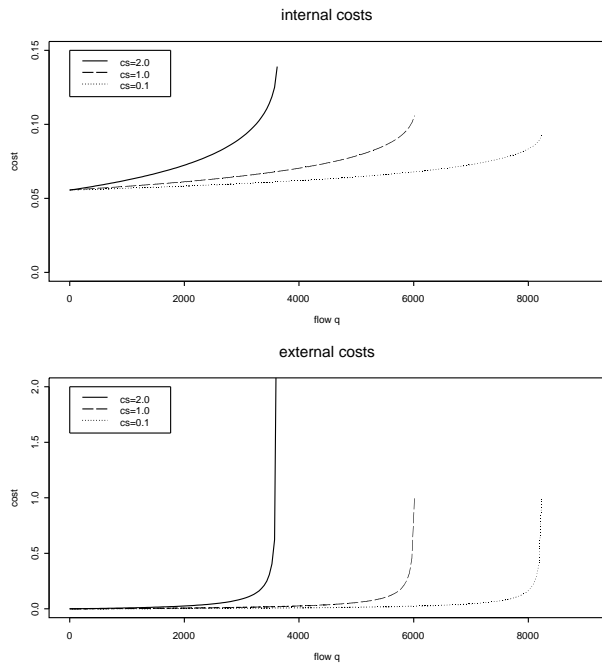 internal costs
0.15
cs=2.0
cs=1.0
cs=0.1
0.10
cost
0.05
0.0
0 2000 4000 6000 8000
flow q
external costs
2.0
cs=2.0
cs=1.0
cs=0.1
1.5
cost
1.0
0.5
0.0
0 2000 4000 6000 8000
flow q